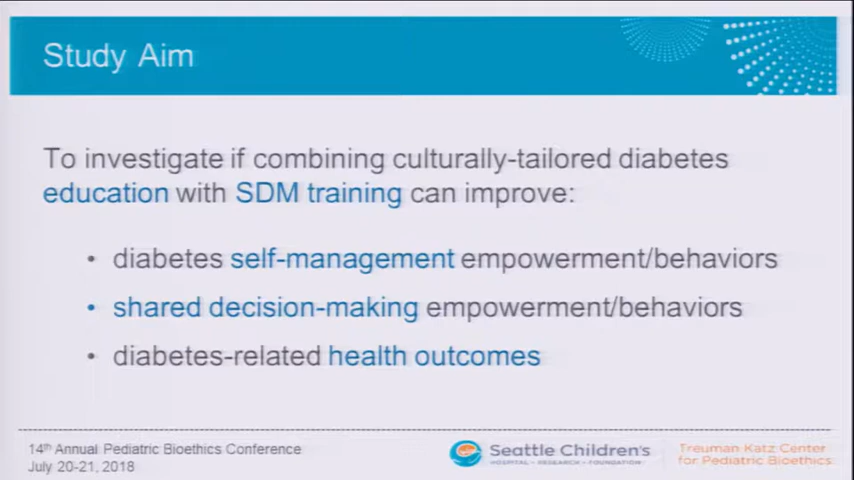 Study Aim
To investigate if combining culturally-tailored diabetes
education with SDM training can improve:
• diabetes self-management empowerment/behaviors
• shared decision-making empowerment/behaviors
• diabetes-related health outcomes
14th Annual Pediatric Bioethics Conference
July 20-21, 2018
Seattle Children's
HOSPITAL • RESEARCH • FOUNDATION
Treuman Katz Center
for Pediatric Bioethics